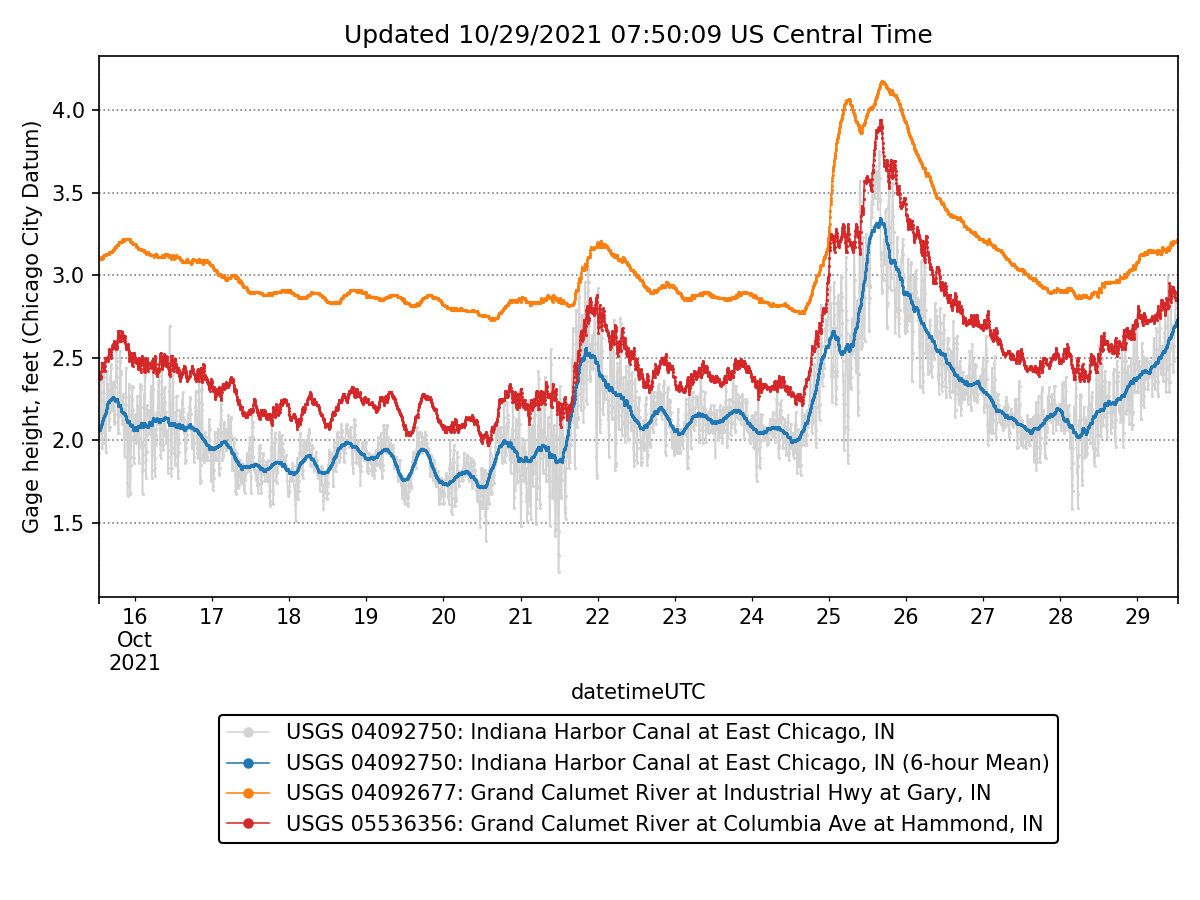 Updated 10/29/2021 07:50:09 US Central Time
Gage height, feet (Chicago City Datum)
4.0
3.5
3.0
2.5
2.0
1.5
16 17 18 19 20 21 22 23 24 25 26 27 28 29
Oct
2021
datetimeUTC
USGS 04092750: Indiana Harbor Canal at East Chicago, IN
USGS 04092750: Indiana Harbor Canal at East Chicago, IN (6-hour Mean)
USGS 04092677: Grand Calumet River at Industrial Hwy at Gary, IN
USGS 05536356: Grand Calumet River at Columbia Ave at Hammond, IN